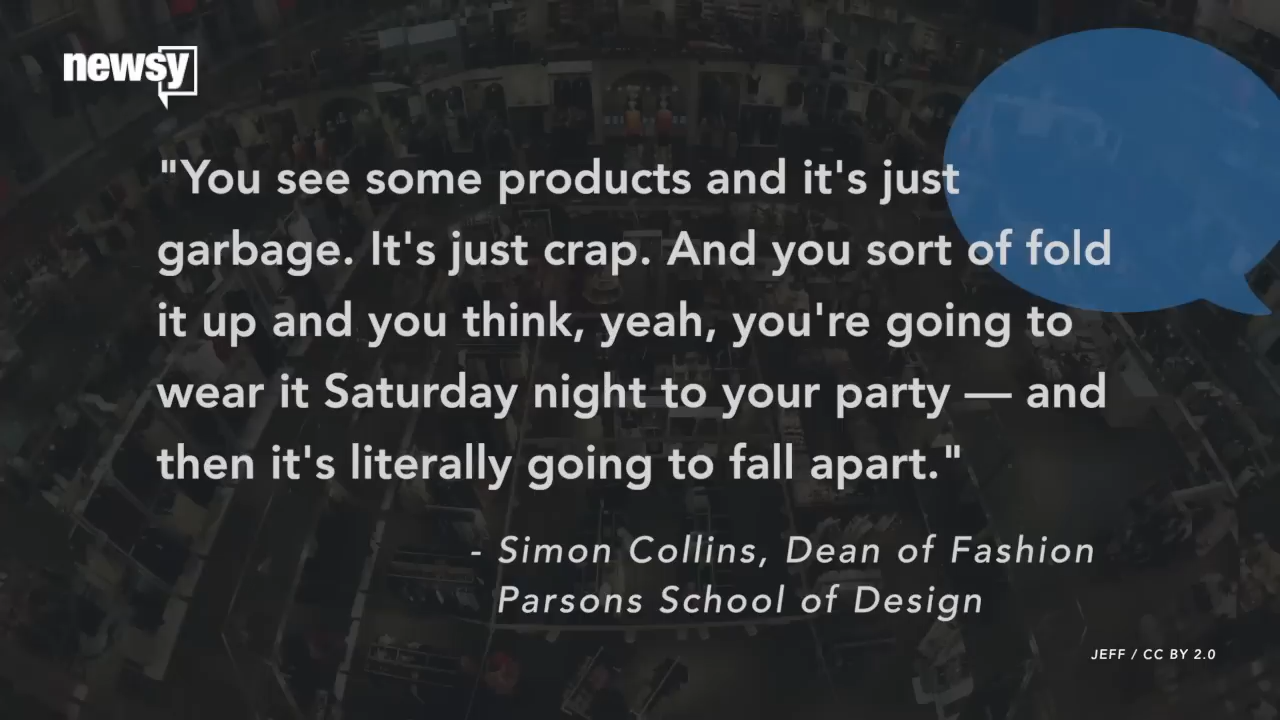 newsy
"You see some products and it's just
garbage. It's just crap. And you sort of fold
it up and you think, yeah, you're going to
wear it Saturday night to your party — and
then it's literally going to fall apart."
- Simon Collins, Dean of Fashion
Parsons School of Design
JEFF / CC BY 2.0